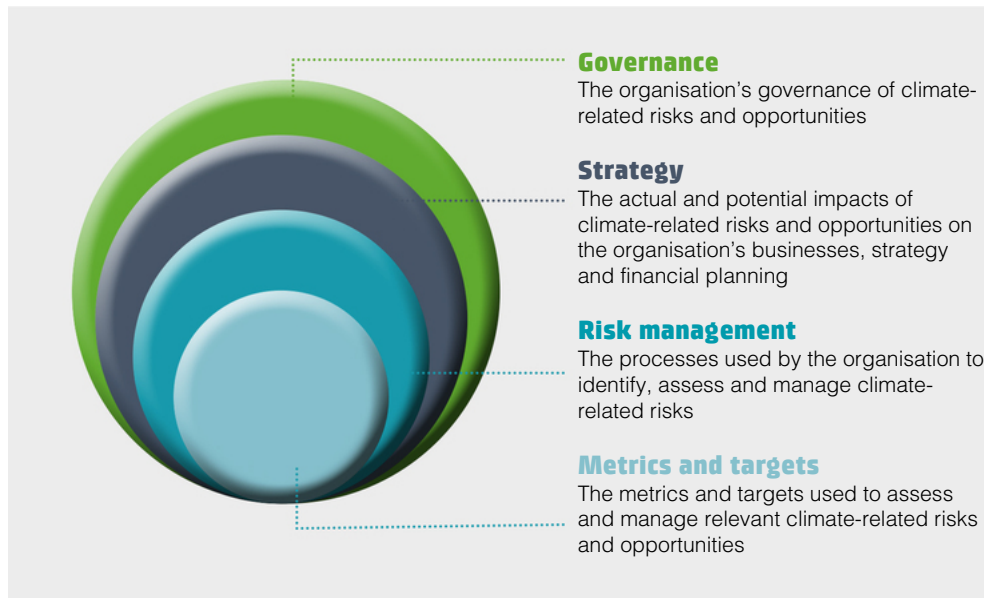 Governance
The organisation’s governance of climate-
related risks and opportunities
Strategy
The actual and potential impacts of
climate-related risks and opportunities on
the organisation’s businesses, strategy
and financial planning
Risk management
The processes used by the organisation to
identify, assess and manage climate-
related risks
Metrics and targets
The metrics and targets used to assess
and manage relevant climate-related risks
and opportunities